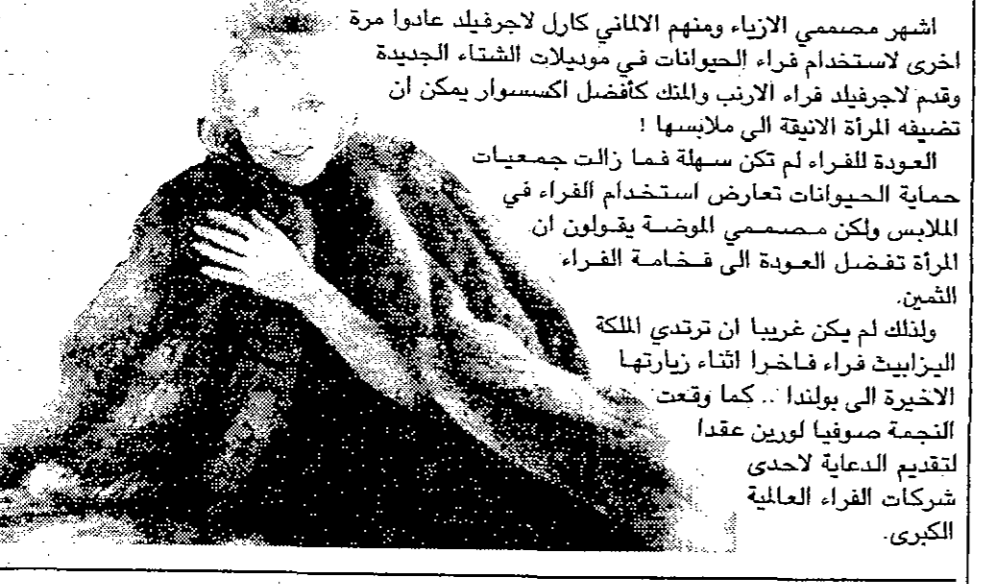 اشهر مصممي الازياء ومنهم الالماني كارل لاجرفيلد عادوا مرة
اخرى لاستخدام فراء الحيوانات في موديلات الشتاء الجديدة
وقدم لاجرفيلد فراء الارنب والمنك كأفضل اكسسوار يمكن ان
تضيفه المرأة الانيقة الي ملابسها !
العودة للفراء لم تكن سهلة فما زالت جمعيات
حماية الحيوانات تعارض استخدام الفراء في
الملابس ولكن مصممي الموضة يقولون ان
المرأة تفضل العودة الى فخامة الفراء
الثمين.
ولذلك لم يكن غريبا ان ترتدي الملكة
اليزابيث فراء فاخرا اثناء زيارتها
الاخيرة الى بولندا .. كما وقعت
النجمة صوفيا لورين عقدا
لتقديم الدعاية لاحدى
شركات الفراء العالمية
الكبرى.